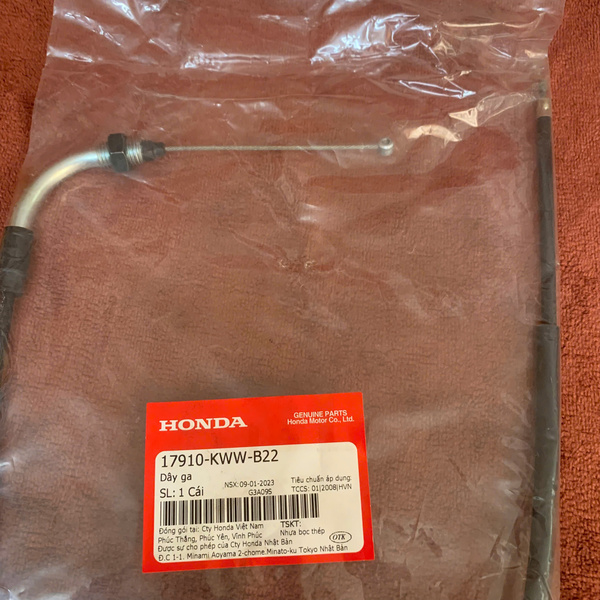 HONDA
GENUINE PARTS
Honda Motor Co., Ltd.
17910-KWW-B22
Dây ga
NSX:09-01-2023
Tiêu chuẩn áp dụng:
SL: 1 Cái
G3A09S
TCCS: 01|2008|HVN
Đóng gói tại: Cty Honda Việt Nam
TSKT:
Phúc Thắng, Phúc Yên, Vĩnh Phúc
Nhựa bọc thép
Được sự cho phép của Cty Honda Nhật Bản
OTK
Đ.C 1-1. Minami Aoyama 2-chome.Minato-ku Tokyo Nhật Bản